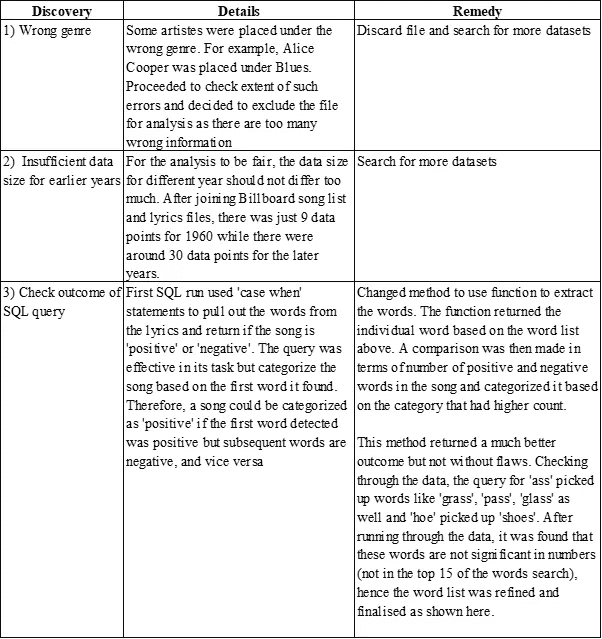 Discovery
Details
Remedy
1) Wrong genre
Some artistes were placed under the
wrong genre. For example, Alice
Cooper was placed under Blues.
Proceeded to check extent of such
errors and decided to exclude the file
for analysis as there are too many
wrong information
Discard file and search for more datasets
2) Insufficient data
size for earlier years
For the analysis to be fair, the data size
for different year should not differ too
much. After joining Billboard song list
and lyrics files, there was just 9 data
points for 1960 while there were
around 30 data points for the later
years.
Search for more datasets
3) Check outcome of
SQL query
First SQL run used 'case when'
statements to pull out the words from
the lyrics and return if the song is
'positive' or 'negative'. The query was
effective in its task but categorize the
song based on the first word it found.
Therefore, a song could be categorized
as 'positive' if the first word detected
was positive but subsequent words are
negative, and vice versa
Changed method to use function to extract
the words. The function returned the
individual word based on the word list
above. A comparison was then made in
terms of number of positive and negative
words in the song and categorized it based
on the category that had higher count.
This method returned a much better
outcome but not without flaws. Checking
through the data, the query for 'ass' picked
up words like 'grass', 'pass', 'glass' as
well and 'hoe' picked up 'shoes'. After
running through the data, it was found that
these words are not significant in numbers
(not in the top 15 of the words search),
hence the word list was refined and
finalised as shown here.